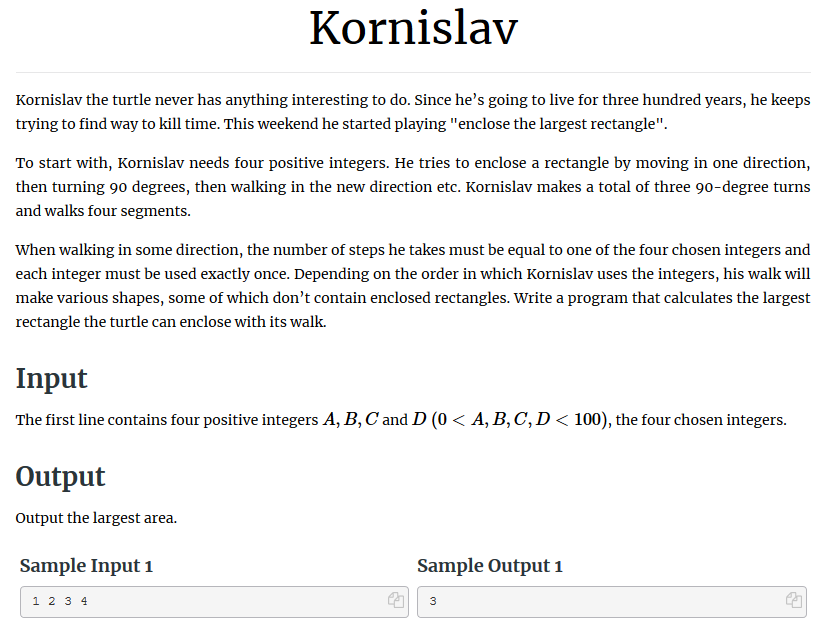 Kornislav
Kornislav the turtle never has anything interesting to do. Since he’s going to live for three hundred years, he keeps
trying to find way to kill time. This weekend he started playing "enclose the largest rectangle".
To start with, Kornislav needs four positive integers. He tries to enclose a rectangle by moving in one direction,
then turning 90 degrees, then walking in the new direction etc. Kornislav makes a total of three 90-degree turns
and walks four segments.
When walking in some direction, the number of steps he takes must be equal to one of the four chosen integers and
each integer must be used exactly once. Depending on the order in which Kornislav uses the integers, his walk will
make various shapes, some of which don’t contain enclosed rectangles. Write a program that calculates the largest
rectangle the turtle can enclose with its walk.
Input
The first line contains four positive integers A, B, C and D (0 < A, B, C, D < 100), the four chosen integers.
Output
Output the largest area.
Sample Input 1 Sample Output 1
1 2 3 4 3